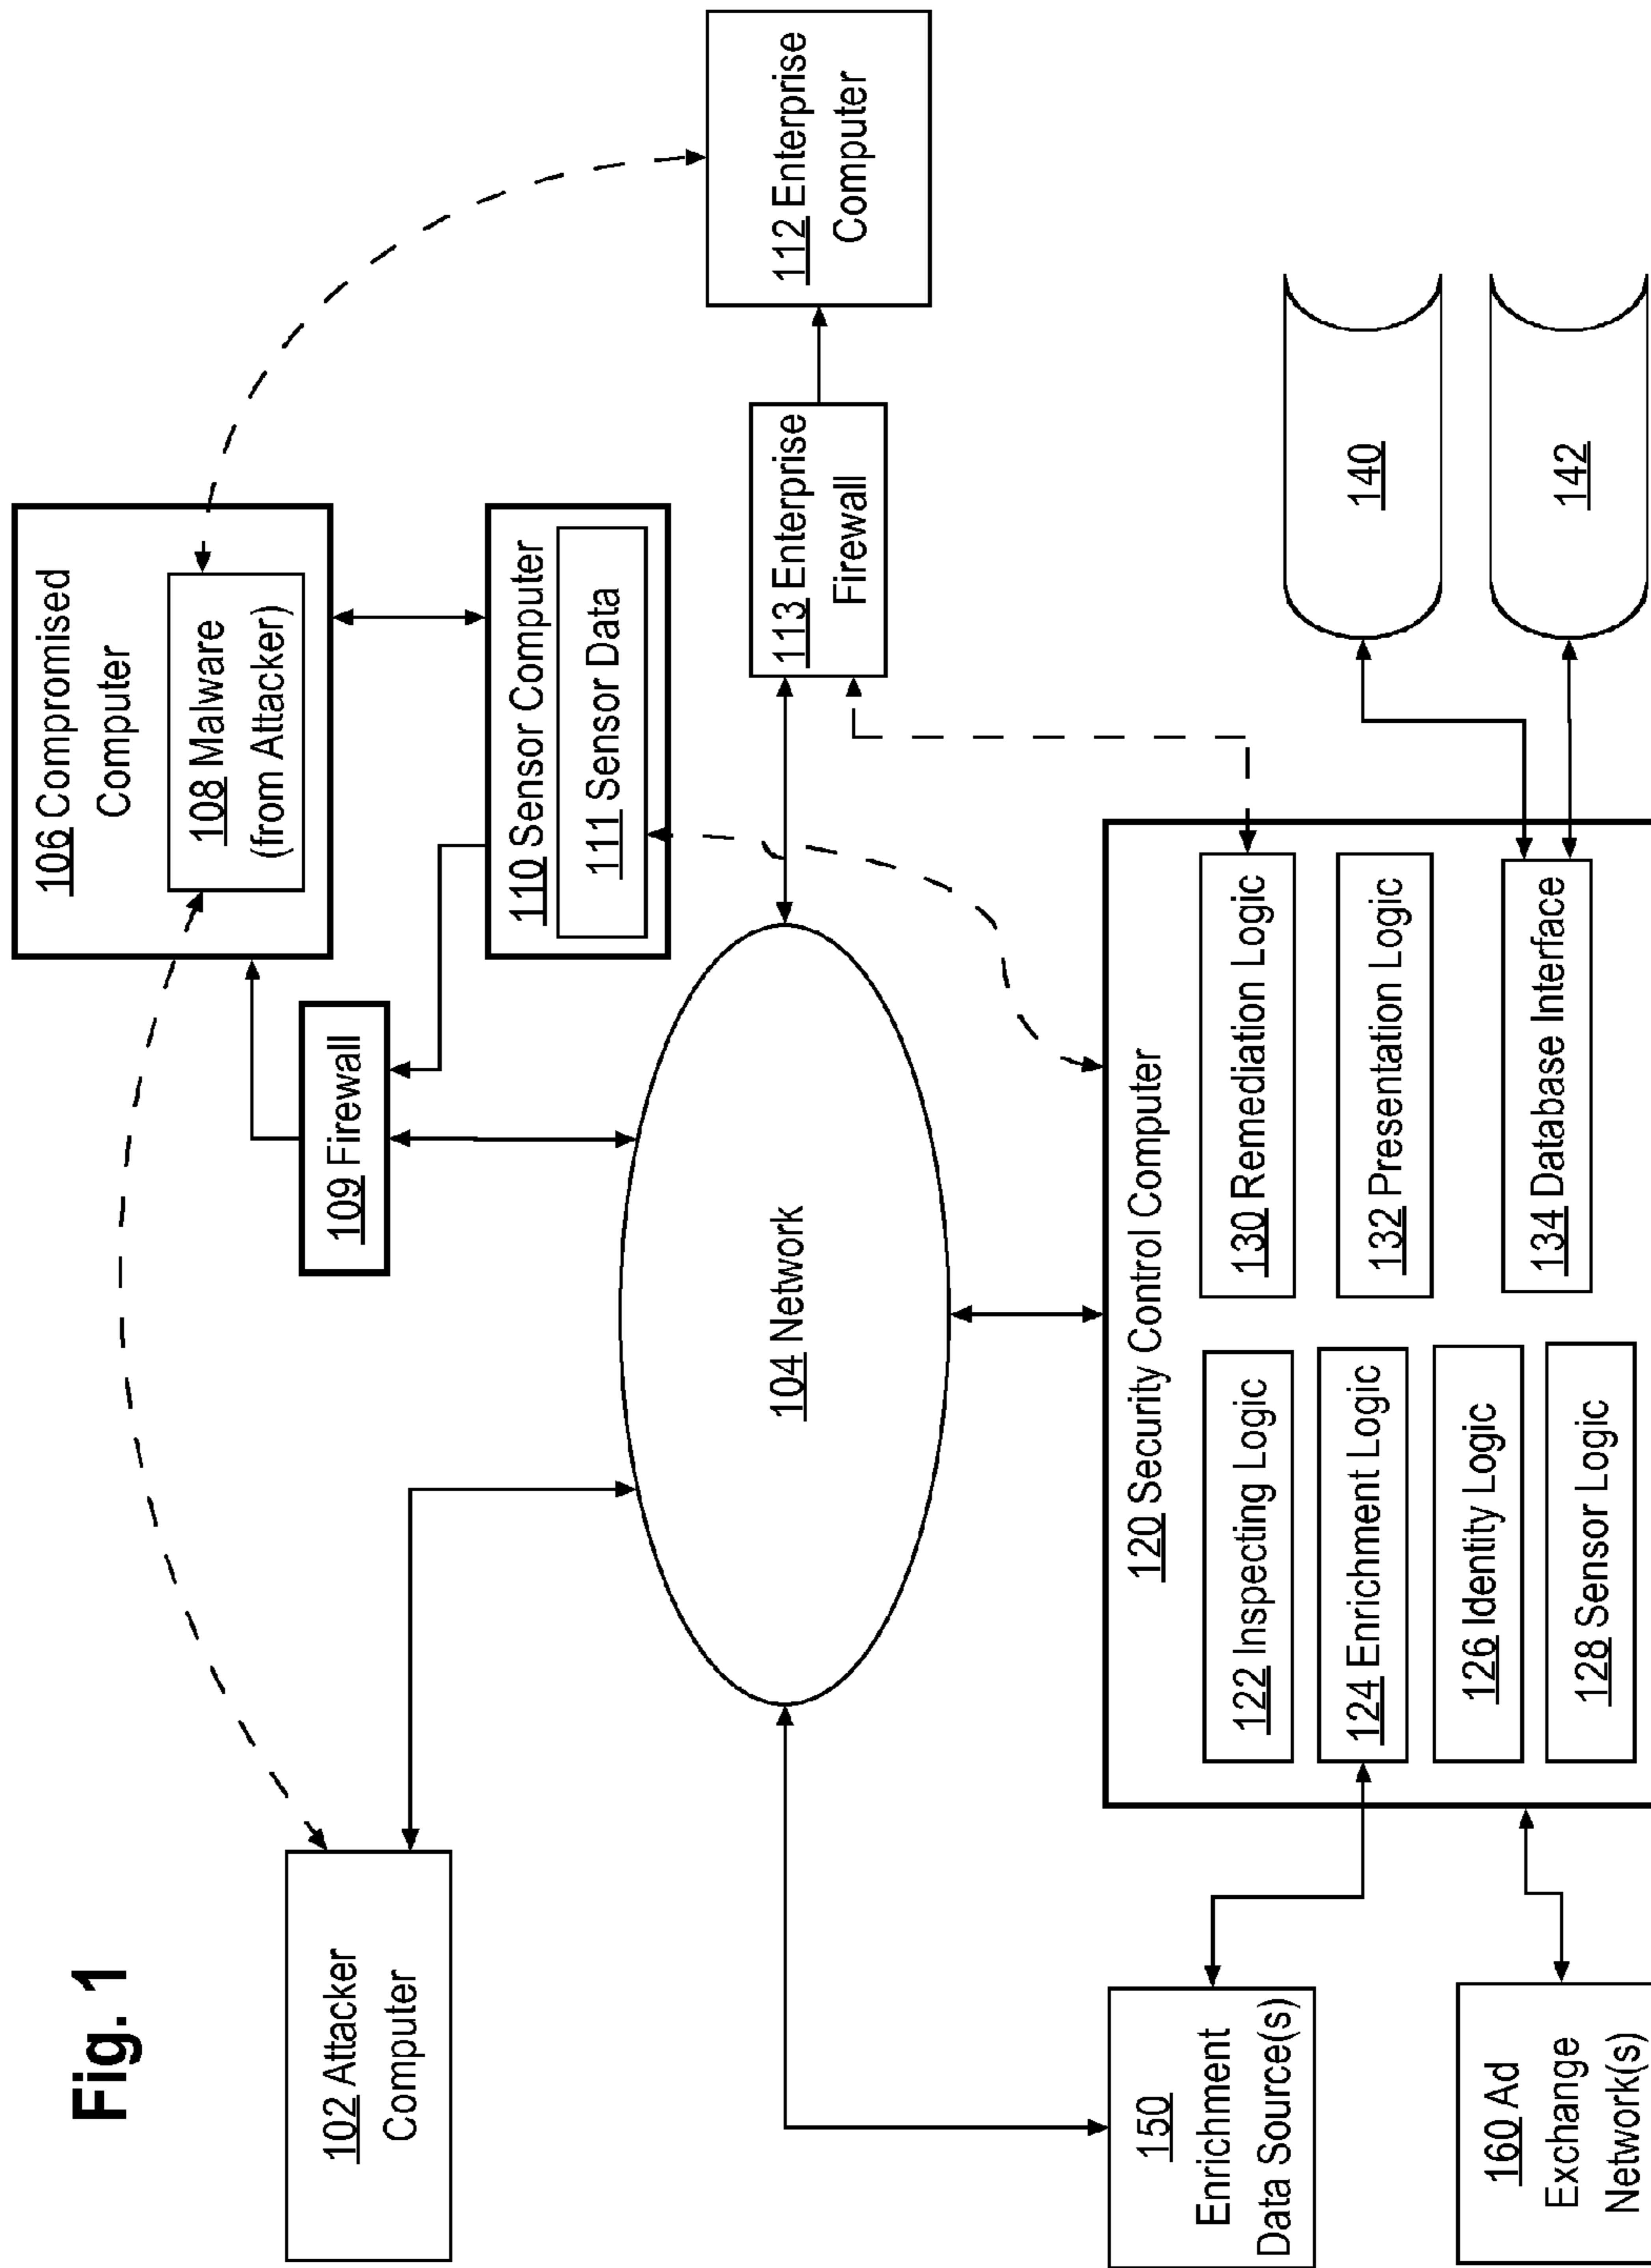 Fig. 1
102 Attacker
Computer
106 Compromised
Computer
108 Malware
(from Attacker)
109 Firewall
110 Sensor Computer
111 Sensor Data
104 Network
113 Enterprise
Firewall
112 Enterprise
Computer
150
Enrichment
Data Source(s)
160 Ad
Exchange
Network(s)
120 Security Control Computer
122 Inspecting Logic
124 Enrichment Logic
126 Identity Logic
128 Sensor Logic
130 Remediation Logic
132 Presentation Logic
134 Database Interface
140
142